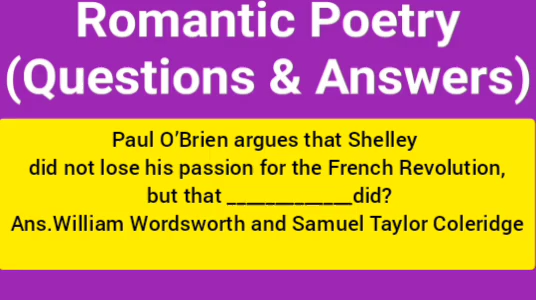 Romantic Poetry
(Questions & Answers)
Paul O’Brien argues that Shelley
did not lose his passion for the French Revolution,
but that _____________did?
Ans.William Wordsworth and Samuel Taylor Coleridge